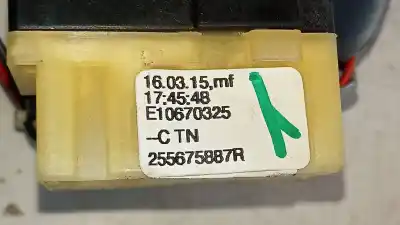 16.03.15,mf
17:45:48
E10670325
--C TN
255675887R